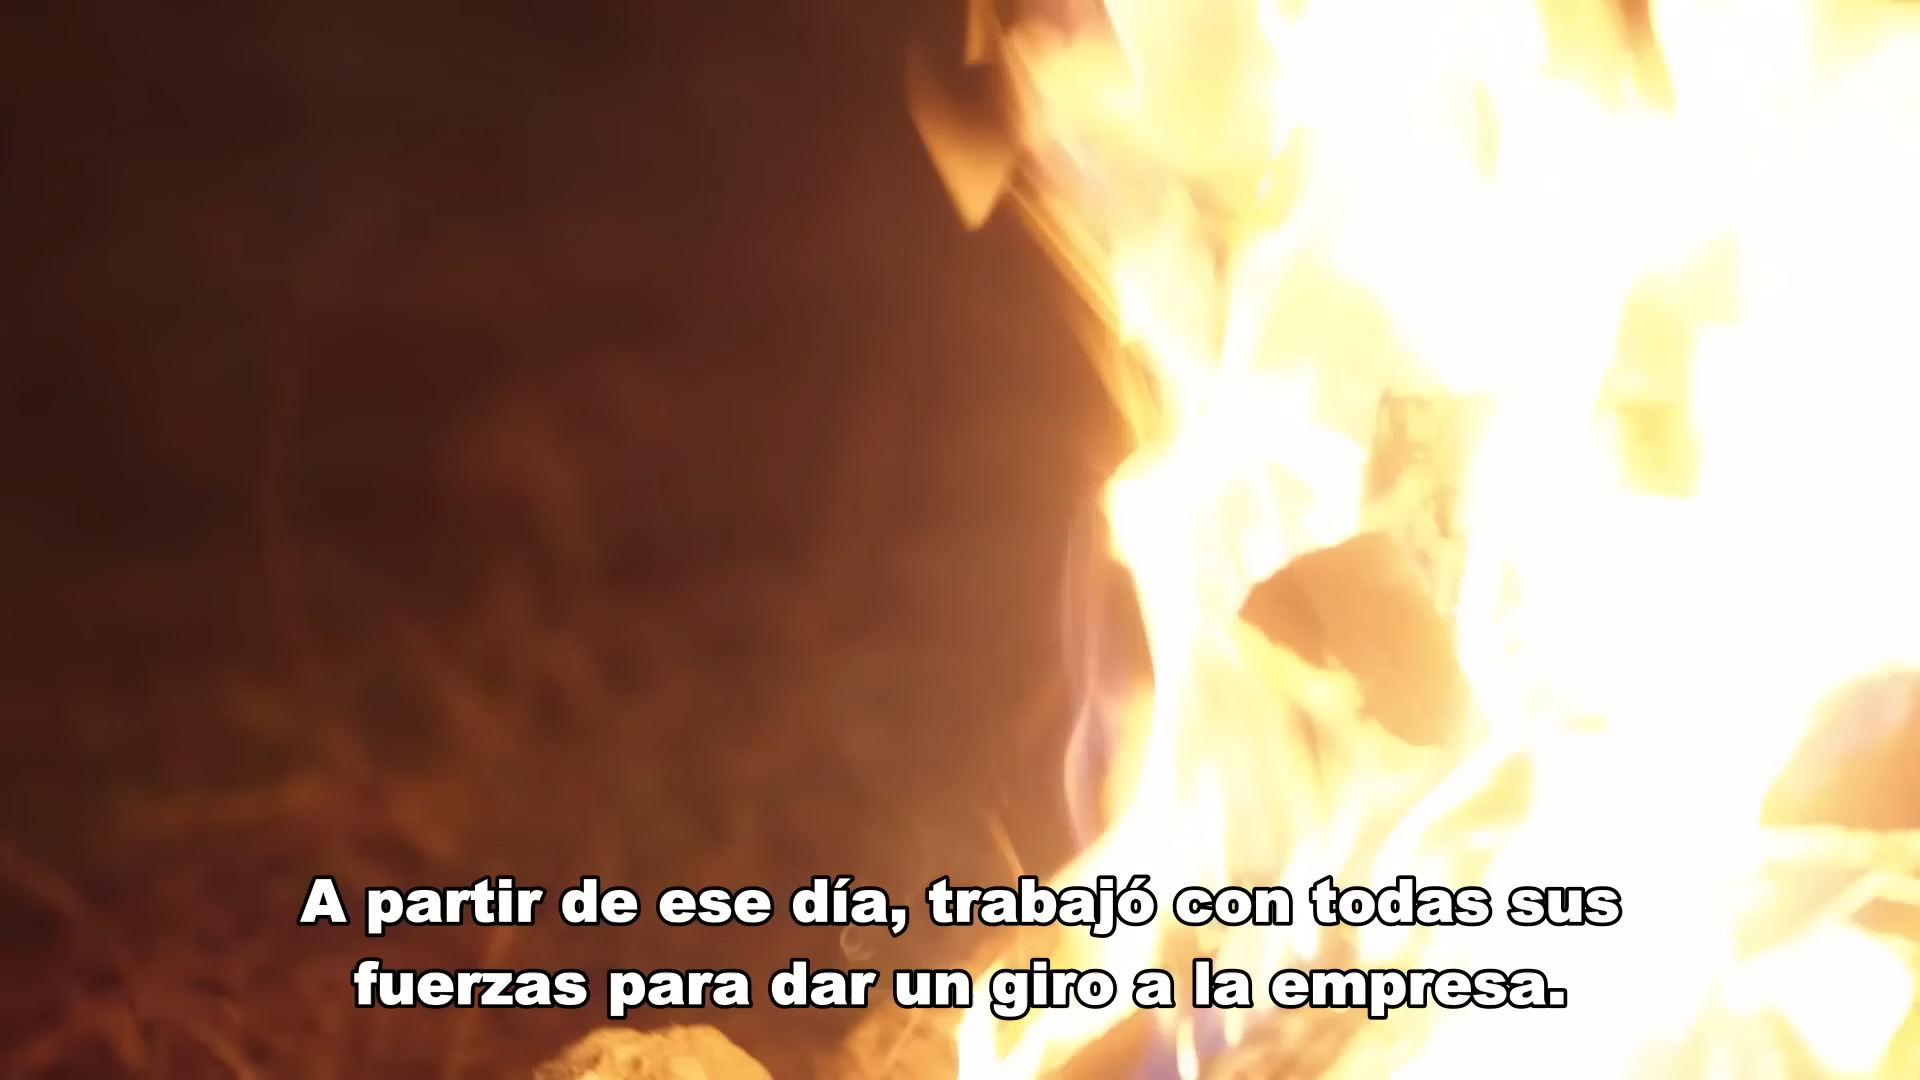 A partir de ese día, trabajó con todas sus
fuerzas para dar un giro a la empresa.